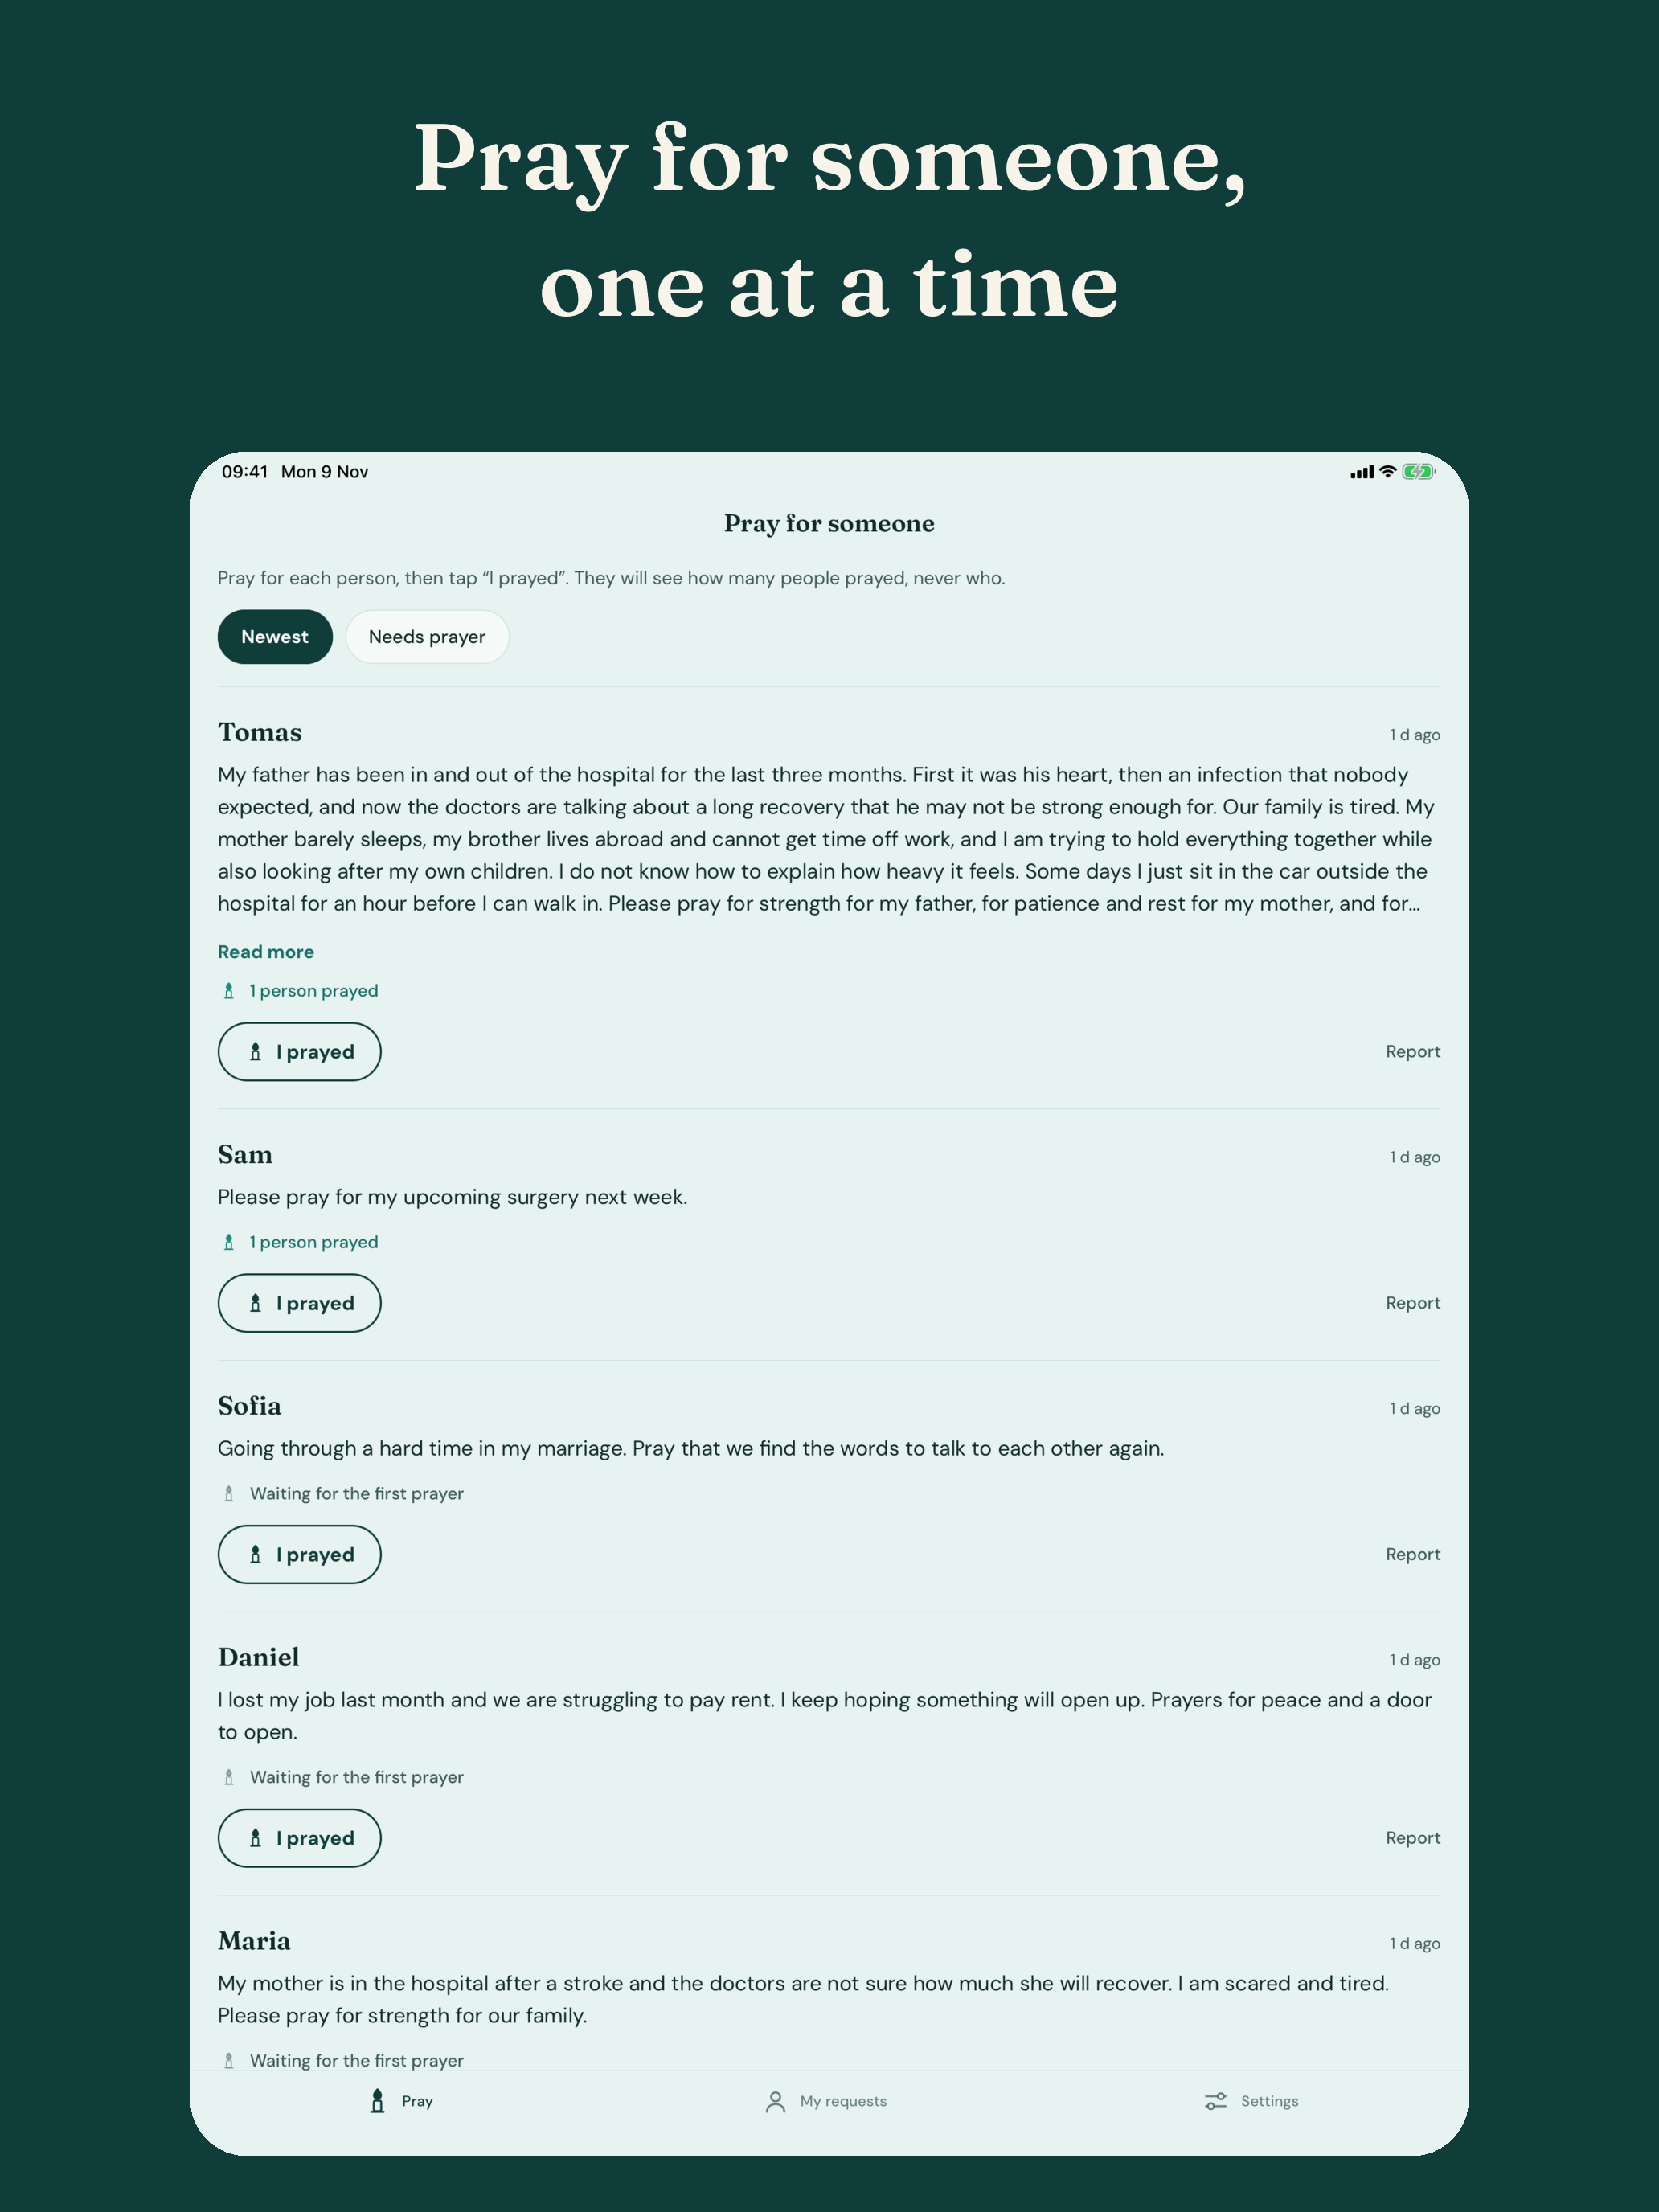 Pray for someone,
one at a time
09:41 Mon 9 Nov
Pray for someone
Pray for each person, then tap “I prayed”. They will see how many people prayed, never who.
Newest
Needs prayer
Tomas
1 d ago
My father has been in and out of the hospital for the last three months. First it was his heart, then an infection that nobody
expected, and now the doctors are talking about a long recovery that he may not be strong enough for. Our family is tired. My
mother barely sleeps, my brother lives abroad and cannot get time off work, and I am trying to hold everything together while
also looking after my own children. I do not know how to explain how heavy it feels. Some days I just sit in the car outside the
hospital for an hour before I can walk in. Please pray for strength for my father, for patience and rest for my mother, and for...
Read more
1 person prayed
I prayed
Report
Sam
1 d ago
Please pray for my upcoming surgery next week.
1 person prayed
I prayed
Report
Sofia
1 d ago
Going through a hard time in my marriage. Pray that we find the words to talk to each other again.
Waiting for the first prayer
I prayed
Report
Daniel
1 d ago
I lost my job last month and we are struggling to pay rent. I keep hoping something will open up. Prayers for peace and a door
to open.
Waiting for the first prayer
I prayed
Report
Maria
1 d ago
My mother is in the hospital after a stroke and the doctors are not sure how much she will recover. I am scared and tired.
Please pray for strength for our family.
Waiting for the first prayer
Pray
My requests
Settings